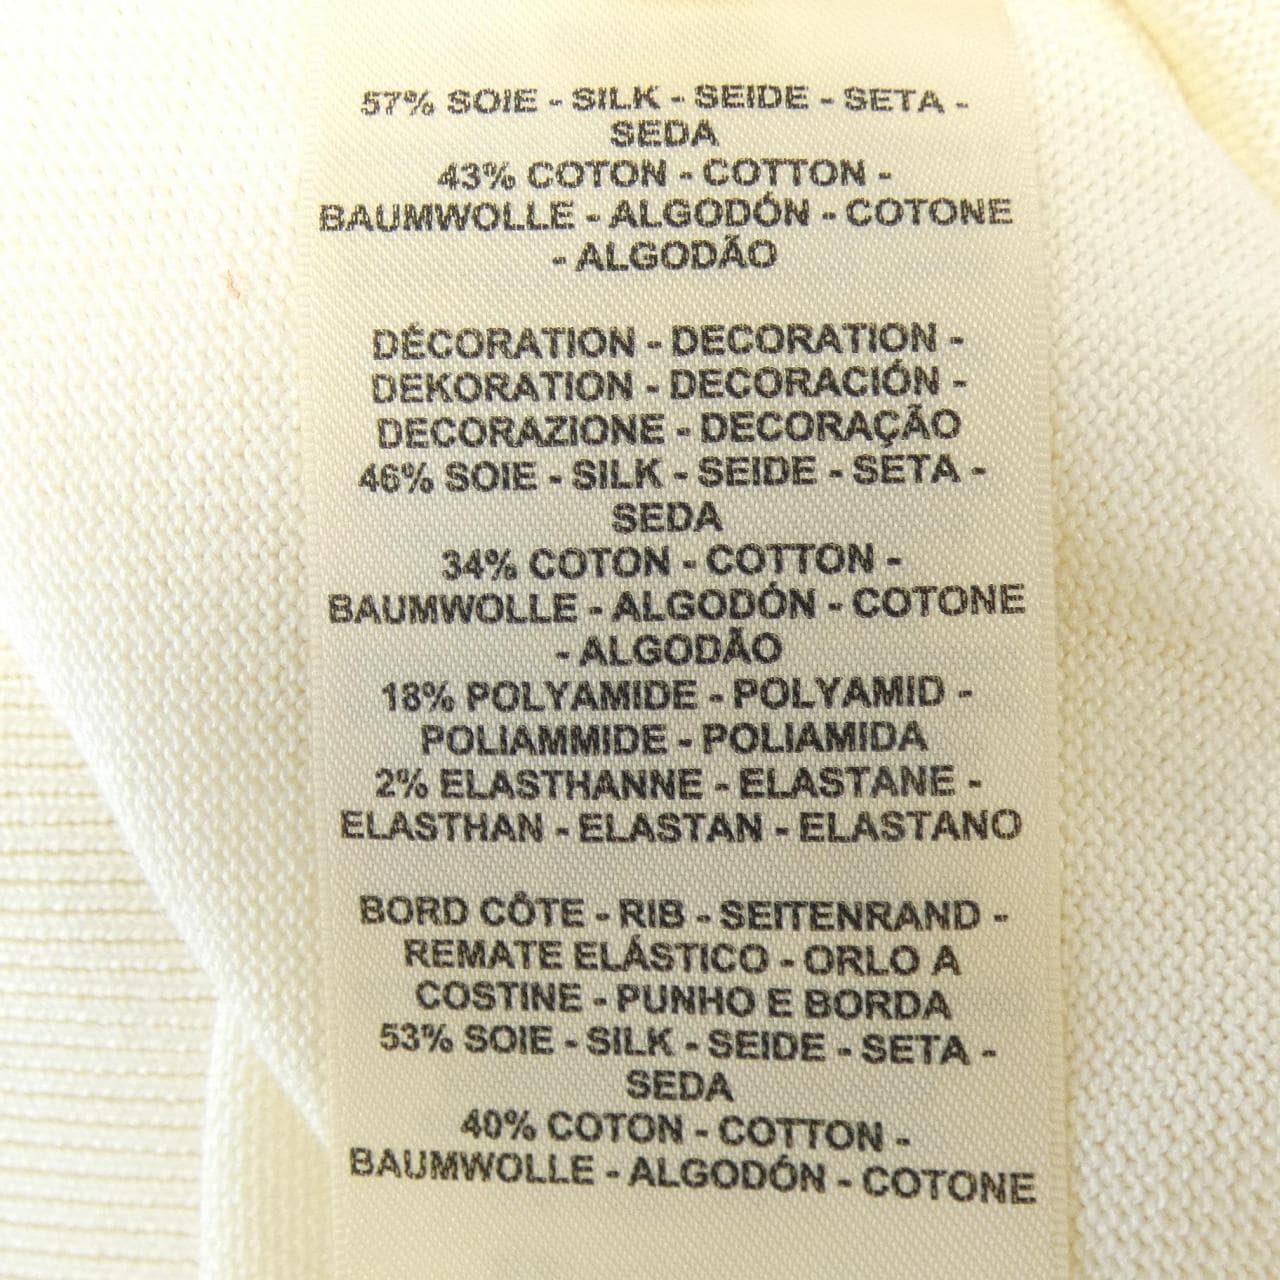 57% SOIE - SILK - SEIDE - SETA -
SEDA
43% COTON - COTTON -
BAUMWOLLE - ALGODÓN - COTONE
- ALGODÃO
DÉCORATION - DECORATION -
DEKORATION - DECORACIÓN -
DECORAZIONE - DECORAÇÃO
46% SOIE - SILK - SEIDE - SETA -
SEDA
34% COTON - COTTON -
BAUMWOLLE - ALGODÓN - COTONE
- ALGODÃO
18% POLYAMIDE - POLYAMID -
POLIAMMIDE - POLIAMIDA
2% ELASTHANNE - ELASTANE -
ELASTHAN - ELASTAN - ELASTANO
BORD CÔTE - RIB - SEITENRAND -
REMATE ELÁSTICO - ORLO A
COSTINE - PUNHO E BORDA
53% SOIE - SILK - SEIDE - SETA -
SEDA
40% COTON - COTTON -
BAUMWOLLE - ALGODÓN - COTONE